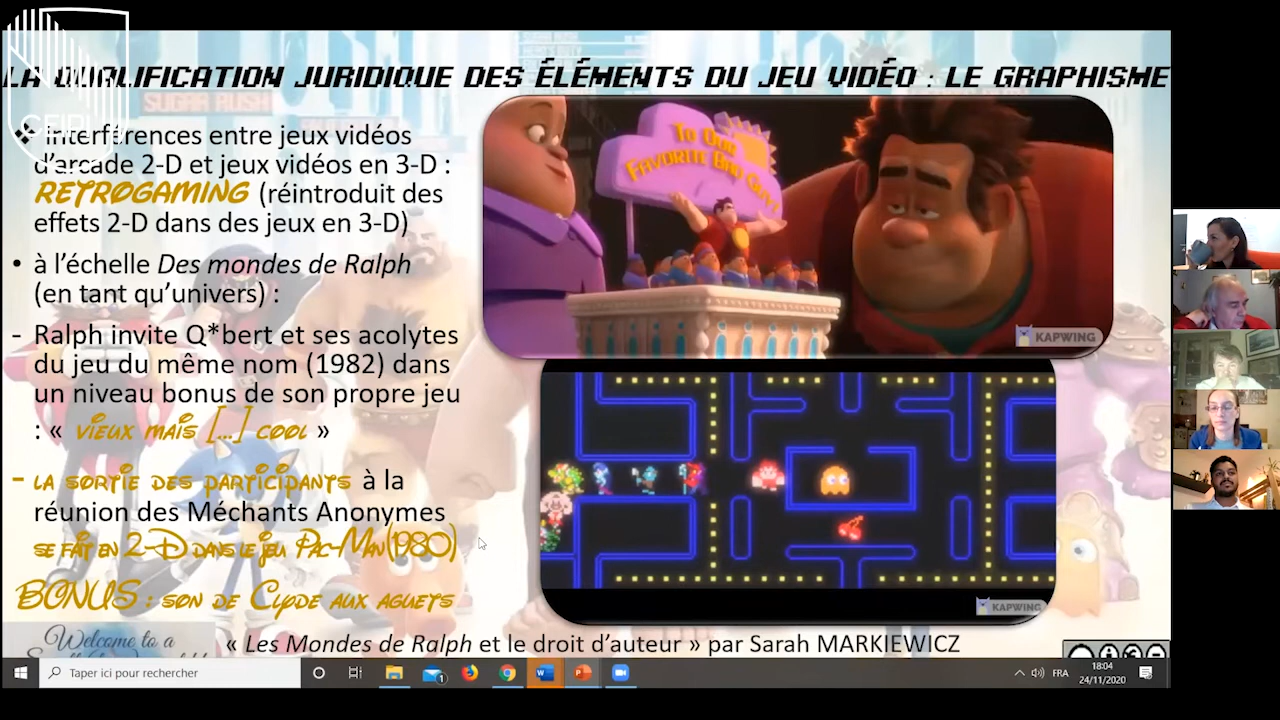 CEIPI
LA QUALIFICATION JURIDIQUE DES ÉLÉMENTS DU JEU VIDÉO : LE GRAPHISME
SUGAR RUSH
❖ interférences entre jeux vidéos
d'arcade 2-D et jeux vidéos en 3-D :
RETROGAMING (réintroduit des
effets 2-D dans des jeux en 3-D)
• à l'échelle Des mondes de Ralph
(en tant qu'univers) :
- Ralph invite Q*bert et ses acolytes
du jeu du même nom (1982) dans
un niveau bonus de son propre jeu
: « vieux mais [...] cool »
- la sortie des participants à la
réunion des Méchants Anonymes
se fait en 2-D dans le jeu Pac-Man (1980)
BONUS : son de Clyde aux aguets
To Our
Favorite Bad Guy!
KAPWING
KAPWING
Welcome to a
« Les Mondes de Ralph et le droit d'auteur » par Sarah MARKIEWICZ
Taper ici pour rechercher
1
FRA
18:04
24/11/2020